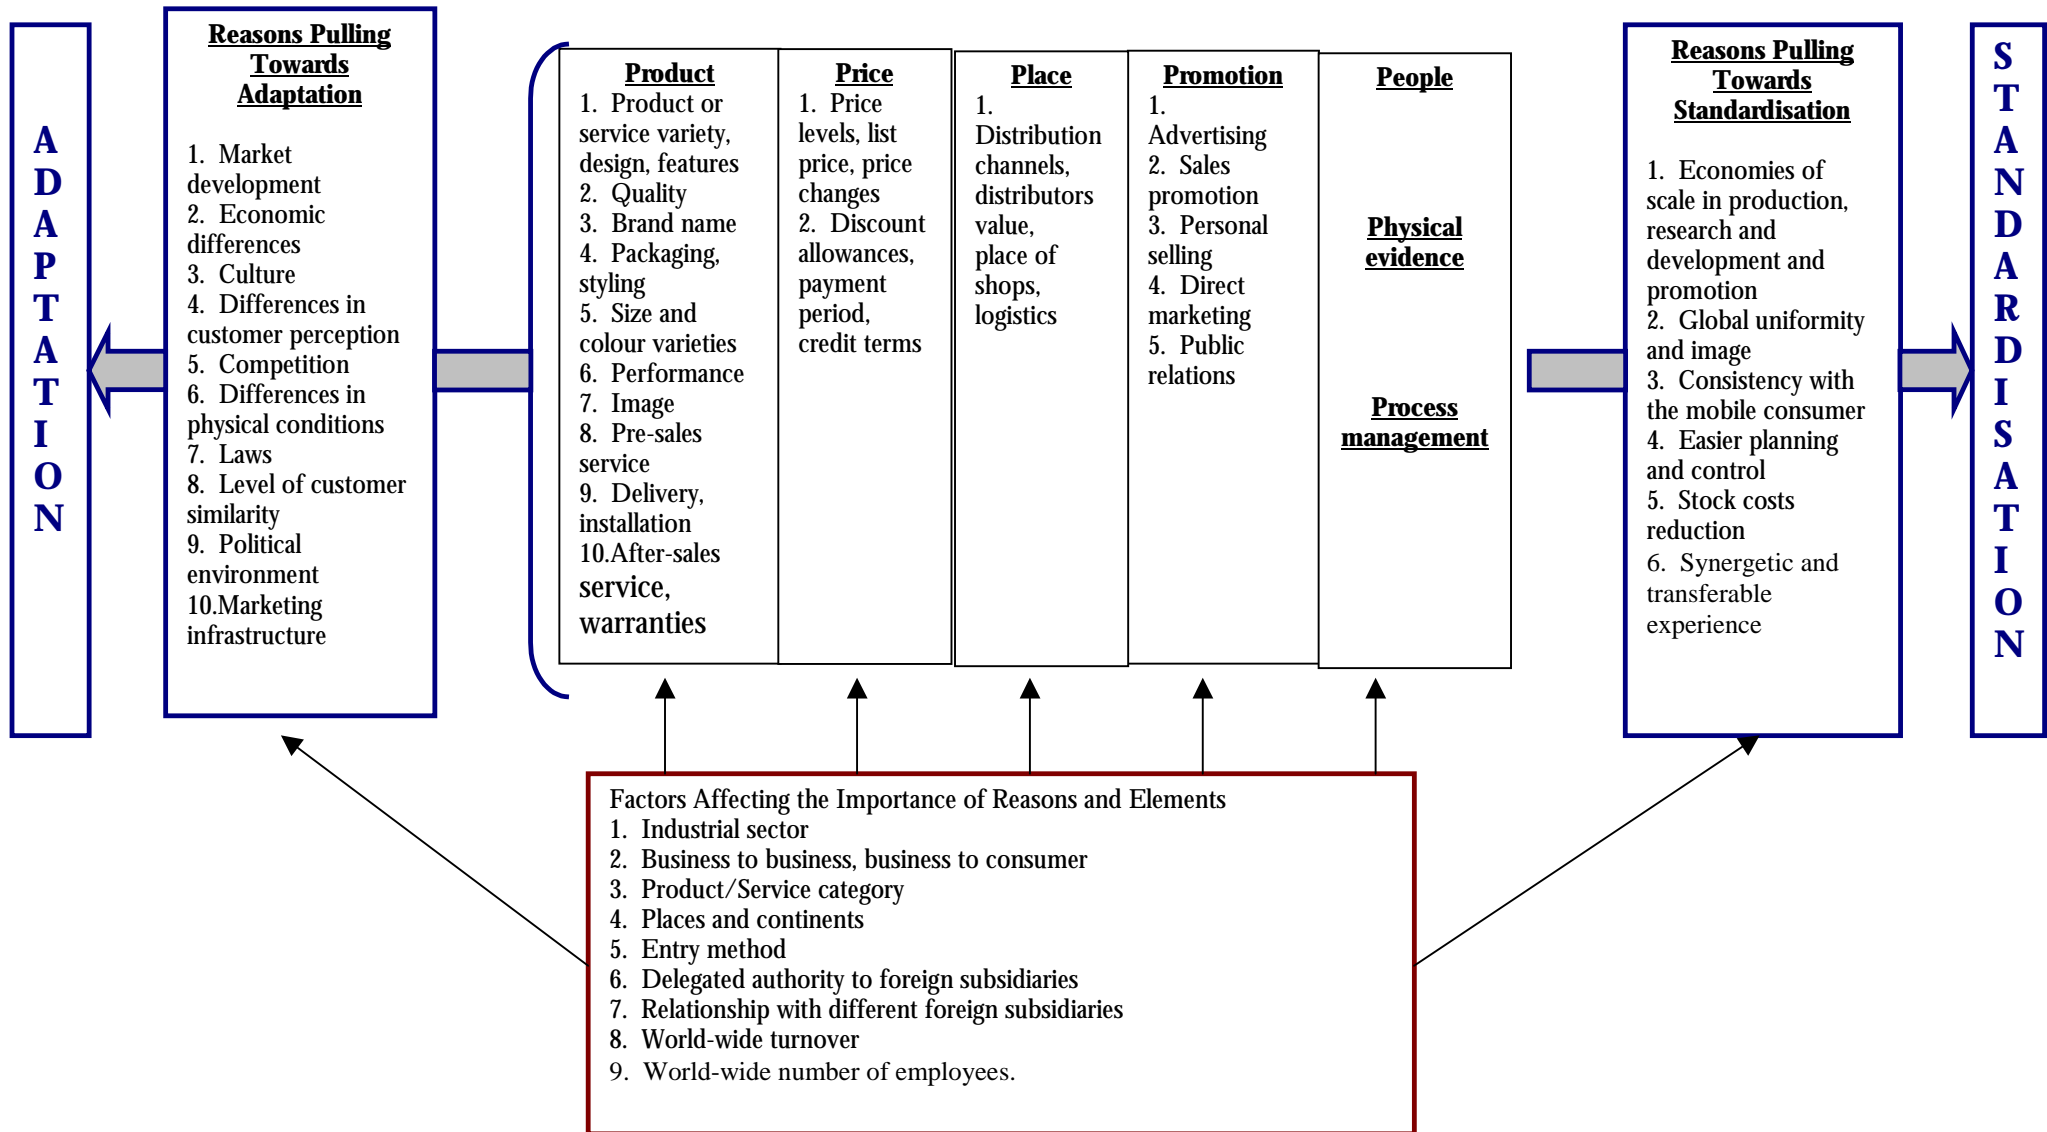 A
D
A
P
T
A
T
I
O
N
Reasons Pulling
Towards
Adaptation
1. Market
development
2. Economic
differences
3. Culture
4. Differences in
customer perception
5. Competition
6. Differences in
physical conditions
7. Laws
8. Level of customer
similarity
9. Political
environment
10.Marketing
infrastructure
Product
1. Product or
service variety,
design, features
2. Quality
3. Brand name
4. Packaging,
styling
5. Size and
colour varieties
6. Performance
7. Image
8. Pre-sales
service
9. Delivery,
installation
10.After-sales
service,
warranties
Price
1. Price
levels, list
price, price
changes
2. Discount
allowances,
payment
period,
credit terms
Place
1.
Distribution
channels,
distributors
value,
place of
shops,
logistics
Promotion
1.
Advertising
2. Sales
promotion
3. Personal
selling
4. Direct
marketing
5. Public
relations
People
Physical
evidence
Process
management
Reasons Pulling
Towards
Standardisation
1. Economies of
scale in production,
research and
development and
promotion
2. Global uniformity
and image
3. Consistency with
the mobile consumer
4. Easier planning
and control
5. Stock costs
reduction
6. Synergetic and
transferable
experience
S
T
A
N
D
A
R
D
I
S
A
T
I
O
N
Factors Affecting the Importance of Reasons and Elements
1. Industrial sector
2. Business to business, business to consumer
3. Product/Service category
4. Places and continents
5. Entry method
6. Delegated authority to foreign subsidiaries
7. Relationship with different foreign subsidiaries
8. World-wide turnover
9. World-wide number of employees.